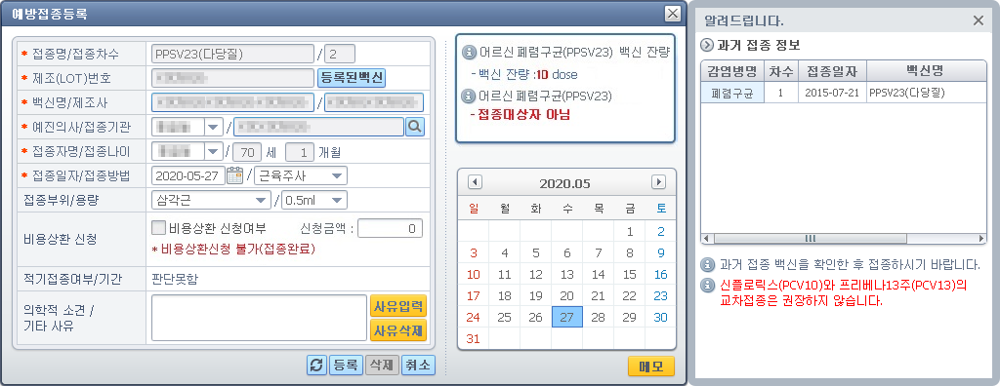 예방접종등록
* 접종명/접종차수 PPSV23(다당질) / 2
* 제조(LOT)번호 등록된백신
* 백신명/제조사 /
* 예진의사/접종기관 /
* 접종자명/접종나이 / 70 세 1 개월
* 접종일자/접종방법 2020-05-27 / 근육주사
접종부위/용량 삼각근 / 0.5ml
비용상환 신청 비용상환 신청여부 신청금액 : 0
* 비용상환신청 불가(접종완료)
적기접종여부/기간 판단못함
의학적 소견 /
기타 사유
사유입력
사유삭제
등록 삭제 취소
어르신 폐렴구균(PPSV23) 백신 잔량
- 백신 잔량 :10 dose
어르신 폐렴구균(PPSV23)
- 접종대상자 아님
2020.05
일 월 화 수 목 금 토
1 2
3 4 5 6 7 8 9
10 11 12 13 14 15 16
17 18 19 20 21 22 23
24 25 26 27 28 29 30
31
메모
알려드립니다.
과거 접종 정보
감염병명 차수 접종일자 백신명
폐렴구균 1 2015-07-21 PPSV23(다당질)
과거 접종 백신을 확인한 후 접종하시기 바랍니다.
신플로릭스(PCV10)와 프리베나13주(PCV13)의
교차접종은 권장하지 않습니다.